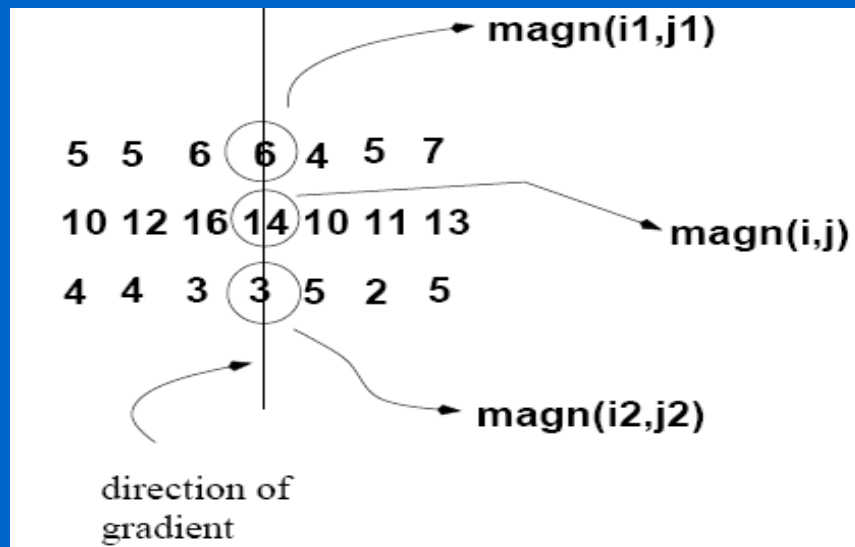 magn(i1,j1)
5 5 6 6 4 5 7
10 12 16 14 10 11 13
magn(i,j)
4 4 3 3 5 2 5
magn(i2,j2)
direction of
gradient